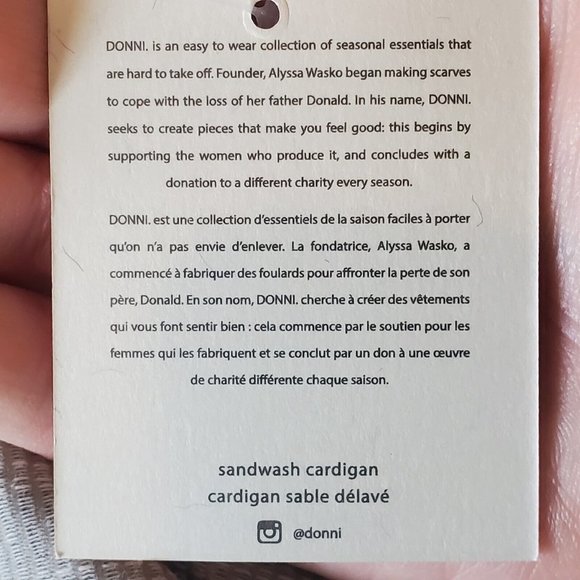 DONNI. is an easy to wear collection of seasonal essentials that
are hard to take off. Founder, Alyssa Wasko began making scarves
to cope with the loss of her father Donald. In his name, DONNI.
seeks to create pieces that make you feel good: this begins by
supporting the women who produce it, and concludes with a
donation to a different charity every season.
DONNI. est une collection d'essentiels de la saison faciles à porter
qu'on n'a pas envie d'enlever. La fondatrice, Alyssa Wasko, a
commencé à fabriquer des foulards pour affronter la perte de son
père, Donald. En son nom, DONNI. cherche à créer des vêtements
qui vous font sentir bien : cela commence par le soutien pour les
femmes qui les fabriquent et se conclut par un don à une œuvre
de charité différente chaque saison.
sandwash cardigan
cardigan sable délavé
@donni